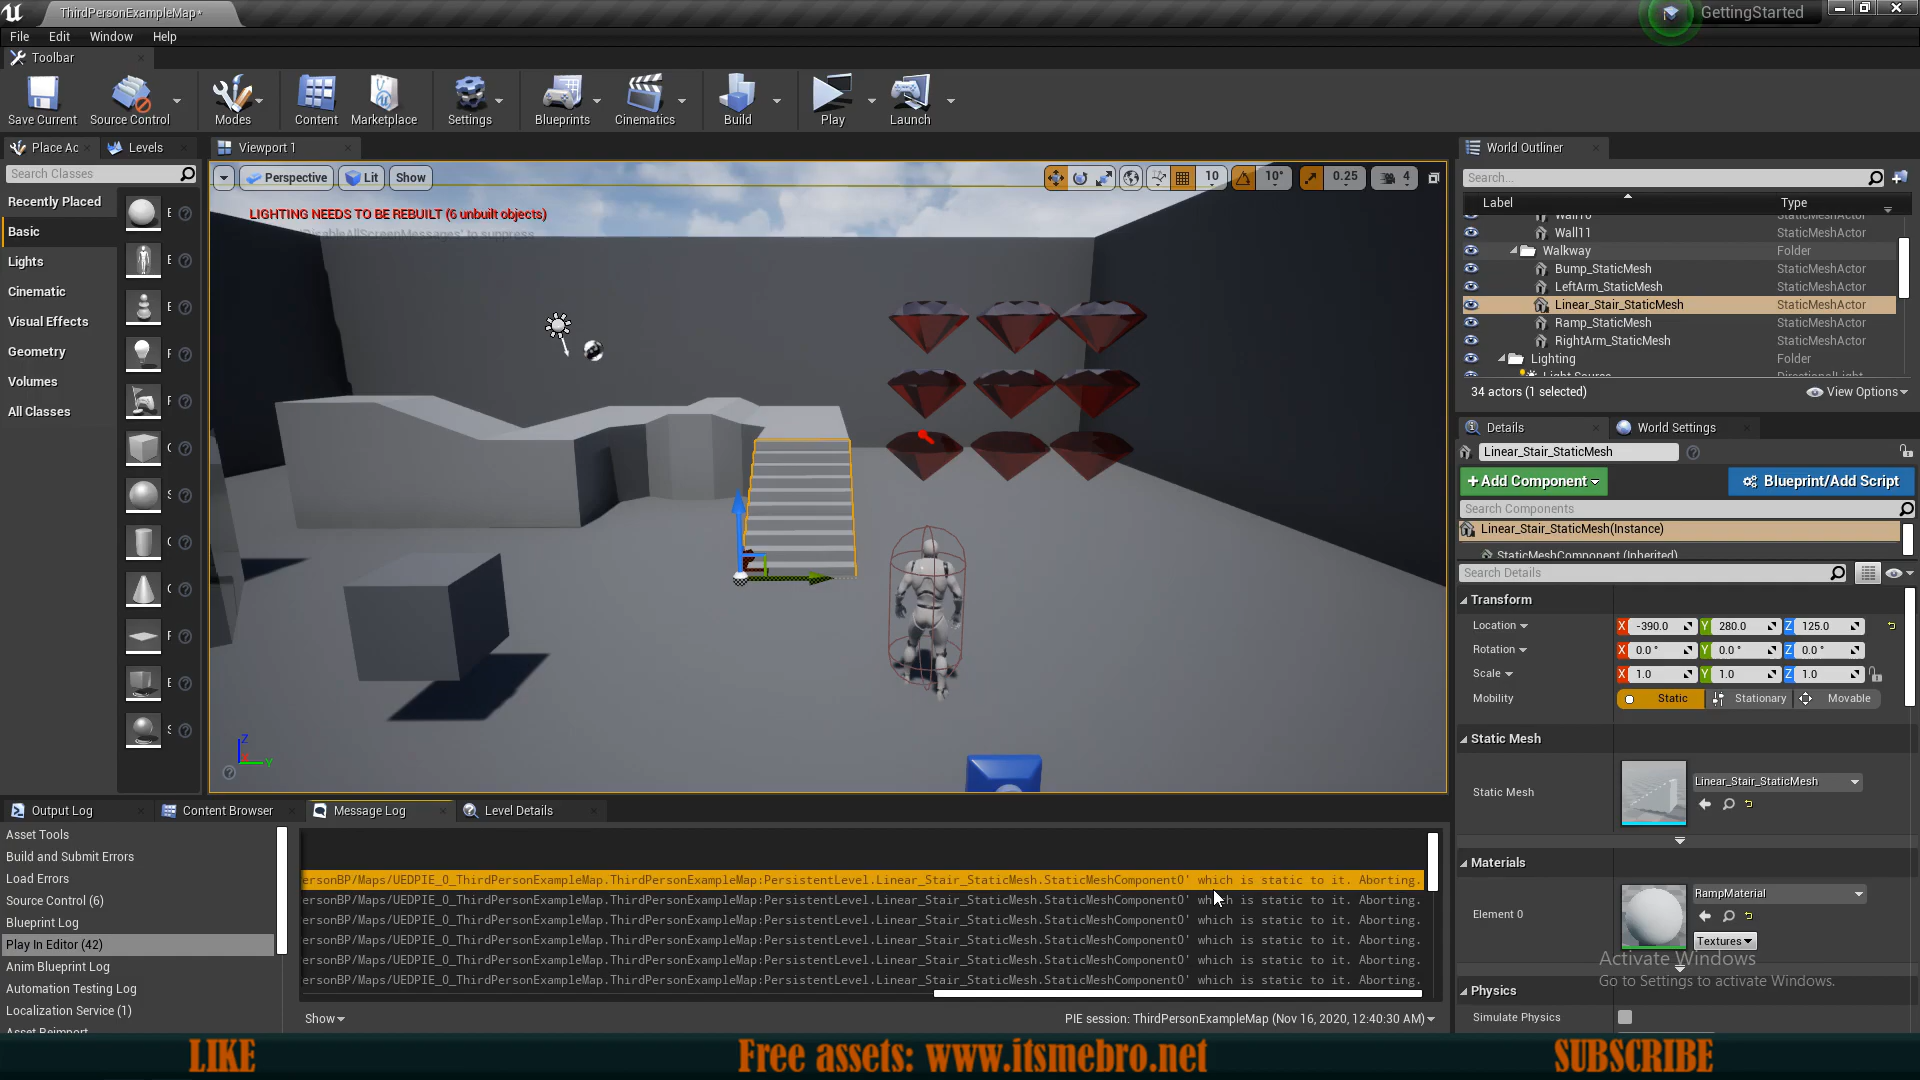 ThirdPersonExampleMap*
GettingStarted
File Edit Window Help
Toolbar
Save Current
Source Control
Modes
Content
Marketplace
Settings
Blueprints
Cinematics
Build
Play
Launch
Place Ac
Levels
Search Classes
Recently Placed
Basic
Lights
Cinematic
Visual Effects
Geometry
Volumes
All Classes
Viewport 1
Perspective
Lit
Show
10
10°
0.25
4
LIGHTING NEEDS TO BE REBUILT (6 unbuilt objects)
'DisableAllScreenMessages' to suppress
Z
Y
World Outliner
Search...
Label Type
Wall11 StaticMeshActor
Walkway Folder
Bump_StaticMesh StaticMeshActor
LeftArm_StaticMesh StaticMeshActor
Linear_Stair_StaticMesh StaticMeshActor
Ramp_StaticMesh StaticMeshActor
RightArm_StaticMesh StaticMeshActor
Lighting Folder
Light Source DirectionalLight
34 actors (1 selected)
View Options
Details
World Settings
Linear_Stair_StaticMesh
+Add Component
Blueprint/Add Script
Search Components
Linear_Stair_StaticMesh(Instance)
StaticMeshComponent (Inherited)
Search Details
Transform
Location X -390.0 Y 280.0 Z 125.0
Rotation X 0.0 ° Y 0.0 ° Z 0.0 °
Scale X 1.0 Y 1.0 Z 1.0
Mobility Static Stationary Movable
Static Mesh
Static Mesh
Linear_Stair_StaticMesh
Materials
Element 0
RampMaterial
Textures
Physics
Simulate Physics
Activate Windows
Go to Settings to activate Windows.
Output Log
Content Browser
Message Log
Level Details
Asset Tools
Build and Submit Errors
Load Errors
Source Control (6)
Blueprint Log
Play In Editor (42)
Anim Blueprint Log
Automation Testing Log
Localization Service (1)
Asset Reimport
ersonBP/Maps/UEDPIE_0_ThirdPersonExampleMap.ThirdPersonExampleMap:PersistentLevel.Linear_Stair_StaticMesh.StaticMeshComponent0' which is static to it. Aborting.
ersonBP/Maps/UEDPIE_0_ThirdPersonExampleMap.ThirdPersonExampleMap:PersistentLevel.Linear_Stair_StaticMesh.StaticMeshComponent0' which is static to it. Aborting.
ersonBP/Maps/UEDPIE_0_ThirdPersonExampleMap.ThirdPersonExampleMap:PersistentLevel.Linear_Stair_StaticMesh.StaticMeshComponent0' which is static to it. Aborting.
ersonBP/Maps/UEDPIE_0_ThirdPersonExampleMap.ThirdPersonExampleMap:PersistentLevel.Linear_Stair_StaticMesh.StaticMeshComponent0' which is static to it. Aborting.
ersonBP/Maps/UEDPIE_0_ThirdPersonExampleMap.ThirdPersonExampleMap:PersistentLevel.Linear_Stair_StaticMesh.StaticMeshComponent0' which is static to it. Aborting.
ersonBP/Maps/UEDPIE_0_ThirdPersonExampleMap.ThirdPersonExampleMap:PersistentLevel.Linear_Stair_StaticMesh.StaticMeshComponent0' which is static to it. Aborting.
Show
PIE session: ThirdPersonExampleMap (Nov 16, 2020, 12:40:30 AM)
LIKE
Free assets: www.itsmebro.net
SUBSCRIBE